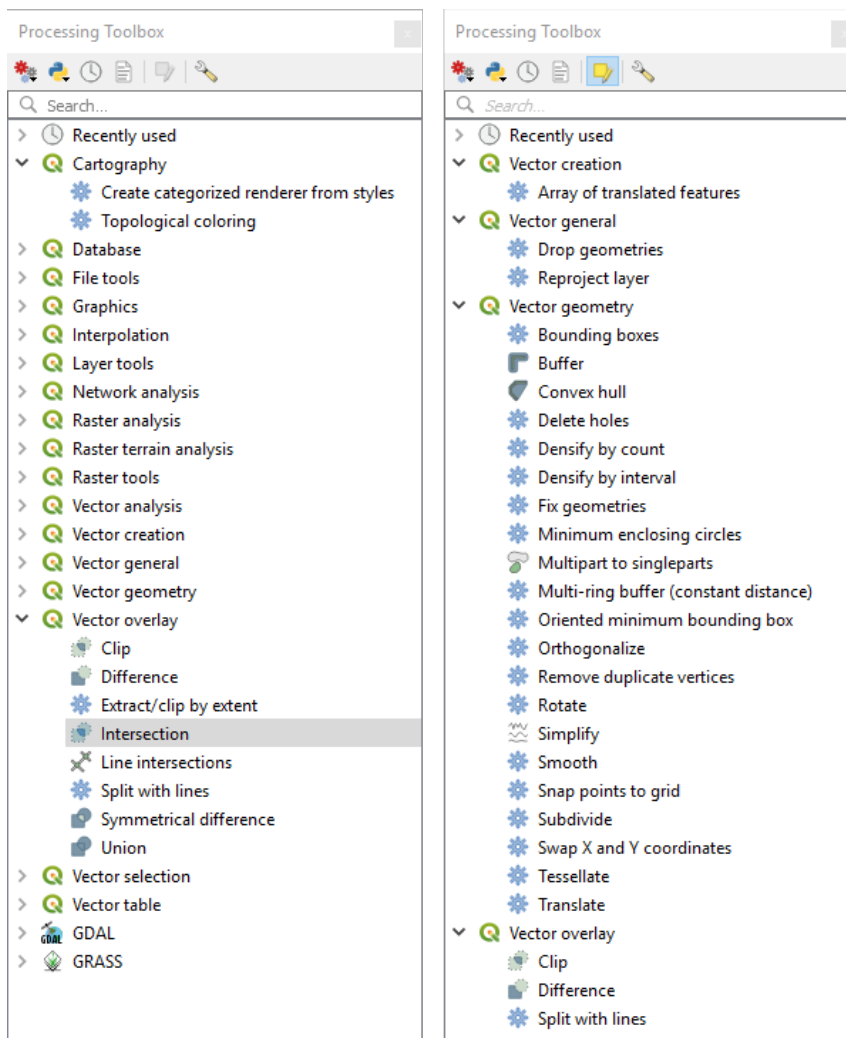 Processing Toolbox
Search...
Recently used
Cartography
Create categorized renderer from styles
Topological coloring
Database
File tools
Graphics
Interpolation
Layer tools
Network analysis
Raster analysis
Raster terrain analysis
Raster tools
Vector analysis
Vector creation
Vector general
Vector geometry
Vector overlay
Clip
Difference
Extract/clip by extent
Intersection
Line intersections
Split with lines
Symmetrical difference
Union
Vector selection
Vector table
GDAL
GDAL
GRASS
Processing Toolbox
Search...
Recently used
Vector creation
Array of translated features
Vector general
Drop geometries
Reproject layer
Vector geometry
Bounding boxes
Buffer
Convex hull
Delete holes
Densify by count
Densify by interval
Fix geometries
Minimum enclosing circles
Multipart to singleparts
Multi-ring buffer (constant distance)
Oriented minimum bounding box
Orthogonalize
Remove duplicate vertices
Rotate
Simplify
Smooth
Snap points to grid
Subdivide
Swap X and Y coordinates
Tessellate
Translate
Vector overlay
Clip
Difference
Split with lines